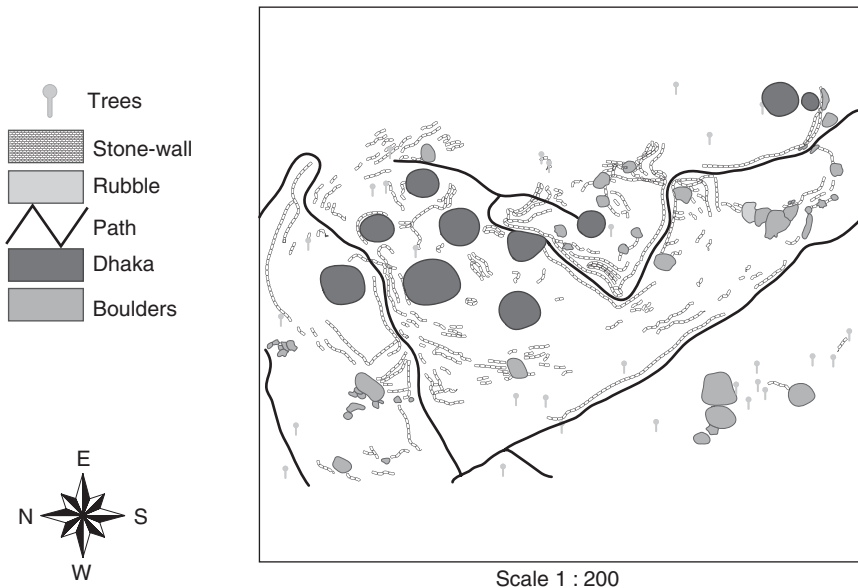 Trees
Stone-wall
Rubble
Path
Dhaka
Boulders
E
N S
W
Scale 1 : 200